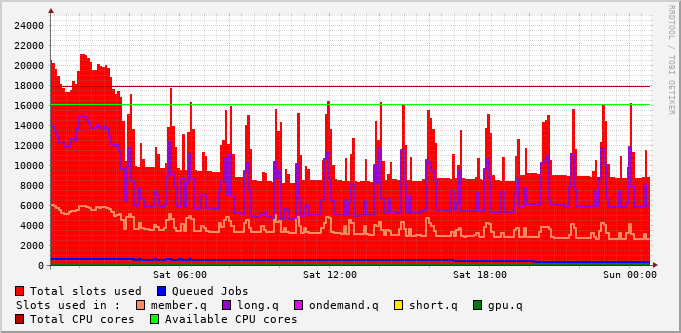 24000
22000
20000
18000
16000
14000
12000
10000
8000
6000
4000
2000
0
Sat 06:00 Sat 12:00 Sat 18:00 Sun 00:00
RRDTOOL / TOBI OETIKER
Total slots used Queued Jobs
Slots used in : member.q long.q ondemand.q short.q gpu.q
Total CPU cores Available CPU cores